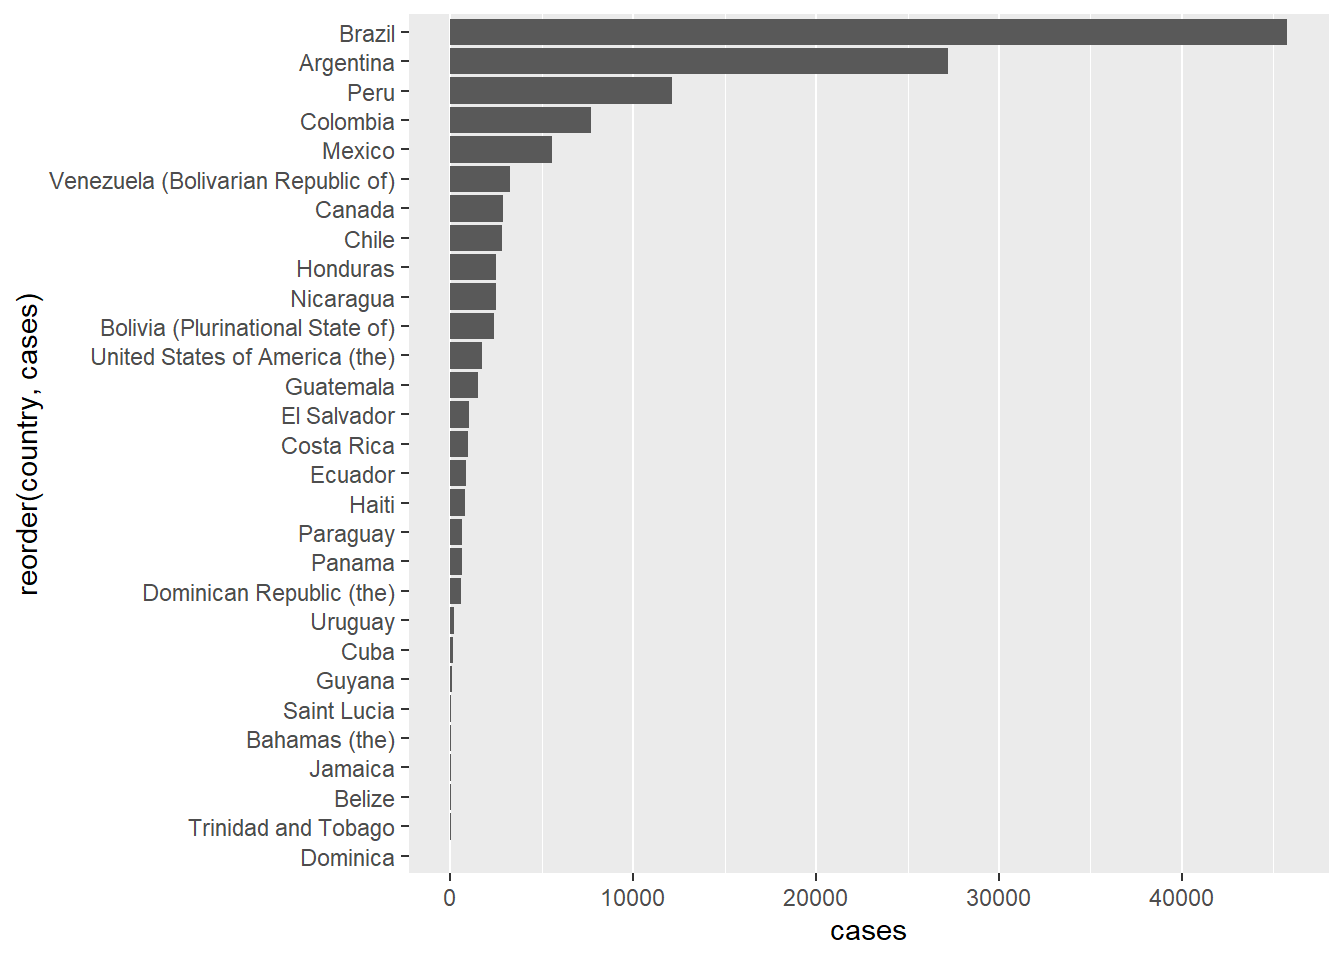 Brazil
Argentina
Peru
Colombia
Mexico
Venezuela (Bolivarian Republic of)
Canada
Chile
Honduras
Nicaragua
Bolivia (Plurinational State of)
United States of America (the)
Guatemala
El Salvador
Costa Rica
Ecuador
Haiti
Paraguay
Panama
Dominican Republic (the)
Uruguay
Cuba
Guyana
Saint Lucia
Bahamas (the)
Jamaica
Belize
Trinidad and Tobago
Dominica
reorder(country, cases)
0 10000 20000 30000 40000
cases